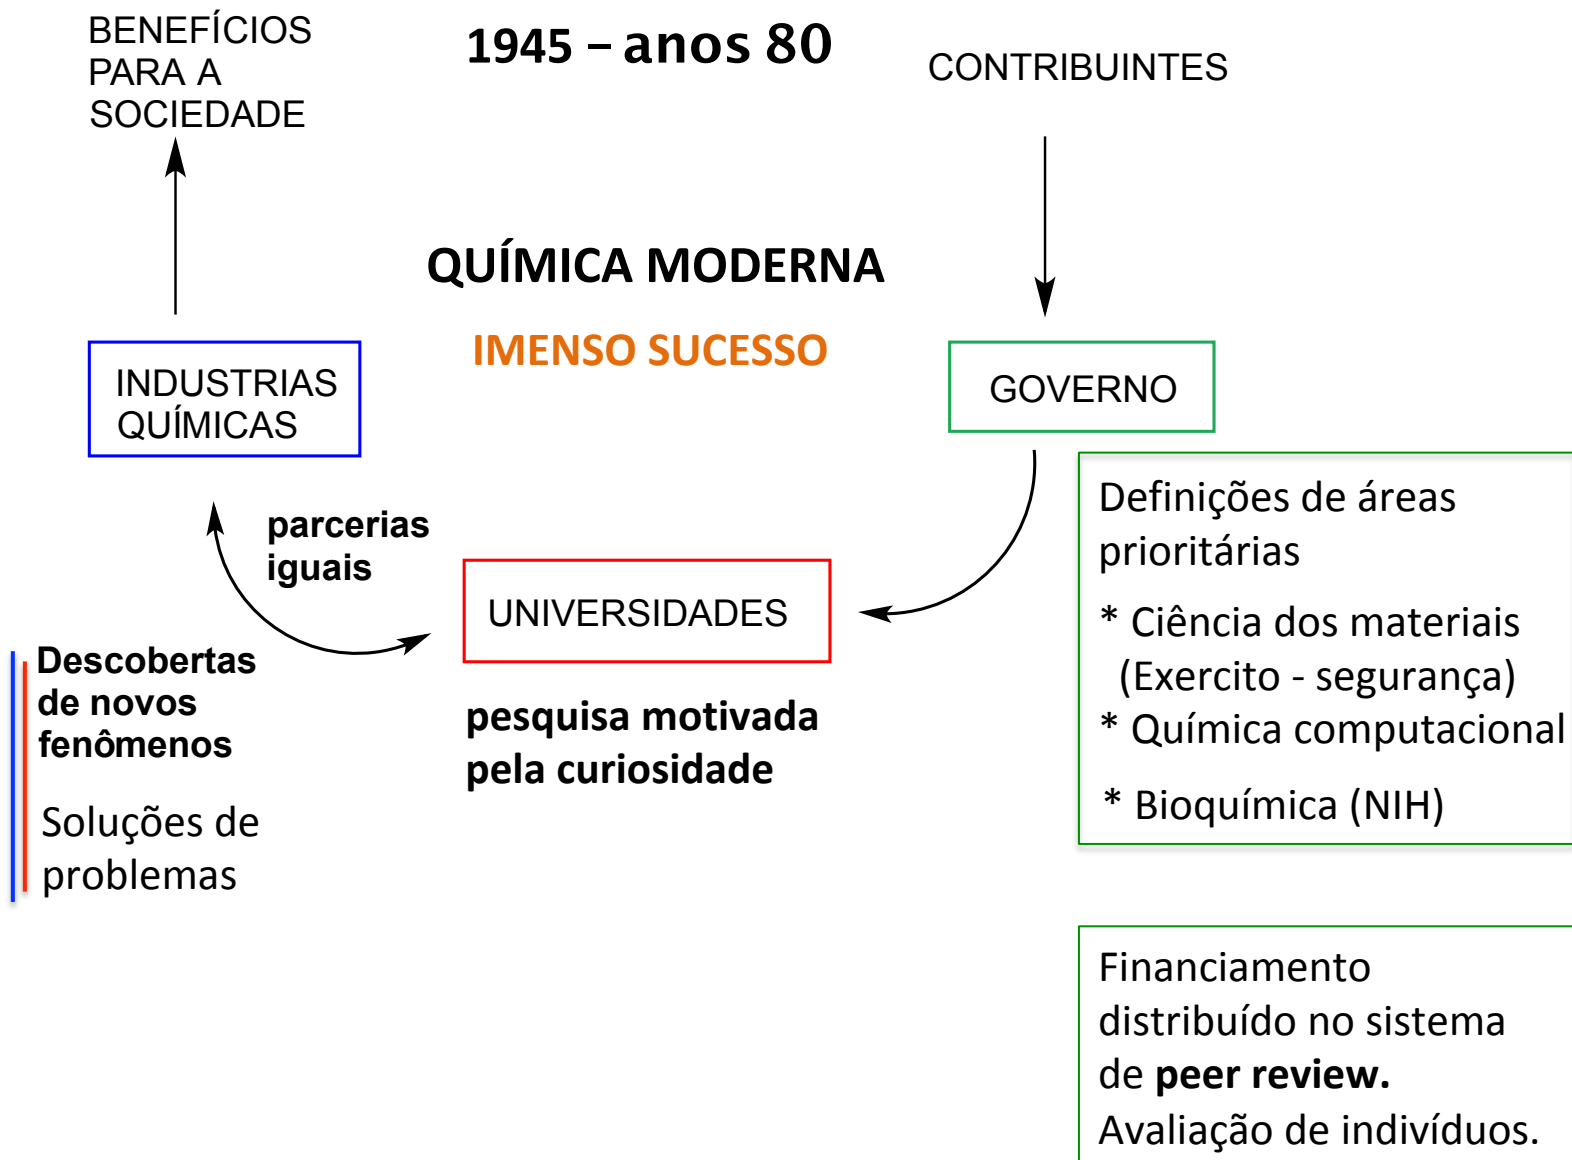 BENEFÍCIOS
PARA A
SOCIEDADE
1945 – anos 80
CONTRIBUINTES
QUÍMICA MODERNA
IMENSO SUCESSO
INDUSTRIAS
QUÍMICAS
GOVERNO
parcerias
iguais
UNIVERSIDADES
Definições de áreas
prioritárias
* Ciência dos materiais
(Exercito - segurança)
* Química computacional
* Bioquímica (NIH)
Descobertas
de novos
fenômenos
Soluções de
problemas
pesquisa motivada
pela curiosidade
Financiamento
distribuído no sistema
de peer review.
Avaliação de indivíduos.